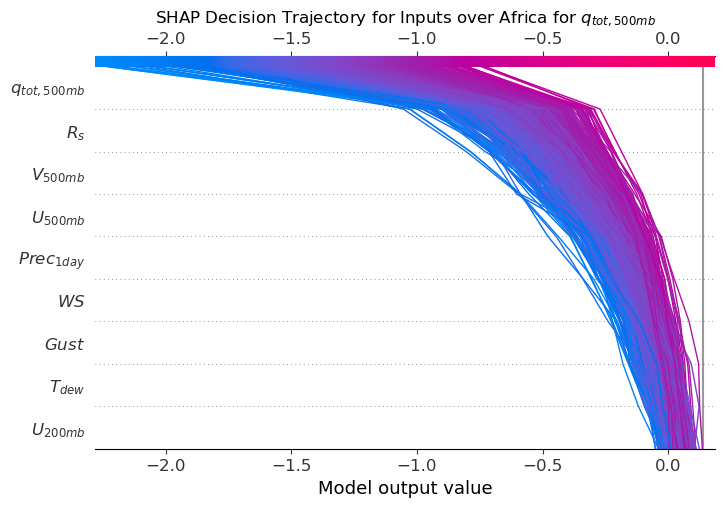 SHAP Decision Trajectory for Inputs over Africa for q_{tot,500mb}
−2.0 −1.5 −1.0 −0.5 0.0
q_{tot,500mb}
R_s
V_{500mb}
U_{500mb}
Prec_{1day}
WS
Gust
T_{dew}
U_{200mb}
−2.0 −1.5 −1.0 −0.5 0.0
Model output value